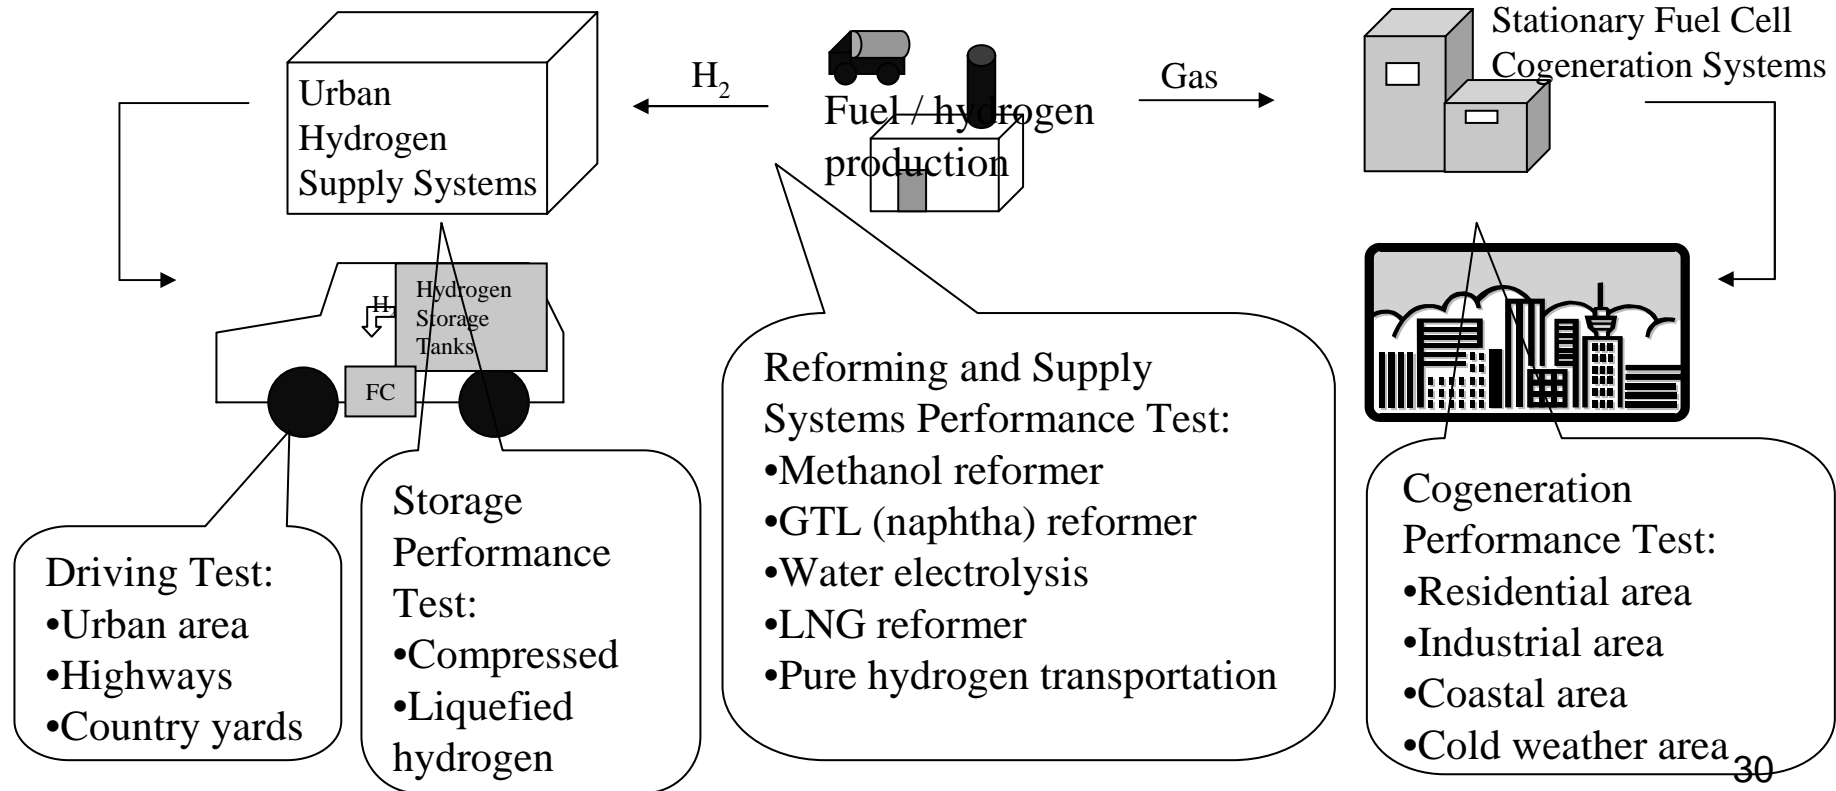 Urban
Hydrogen
Supply Systems
H₂
Fuel / hydrogen
production
Gas
Stationary Fuel Cell
Cogeneration Systems
H₂
Hydrogen
Storage
Tanks
FC
Driving Test:
•Urban area
•Highways
•Country yards
Storage
Performance
Test:
•Compressed
•Liquefied
hydrogen
Reforming and Supply
Systems Performance Test:
•Methanol reformer
•GTL (naphtha) reformer
•Water electrolysis
•LNG reformer
•Pure hydrogen transportation
Cogeneration
Performance Test:
•Residential area
•Industrial area
•Coastal area
•Cold weather area
30